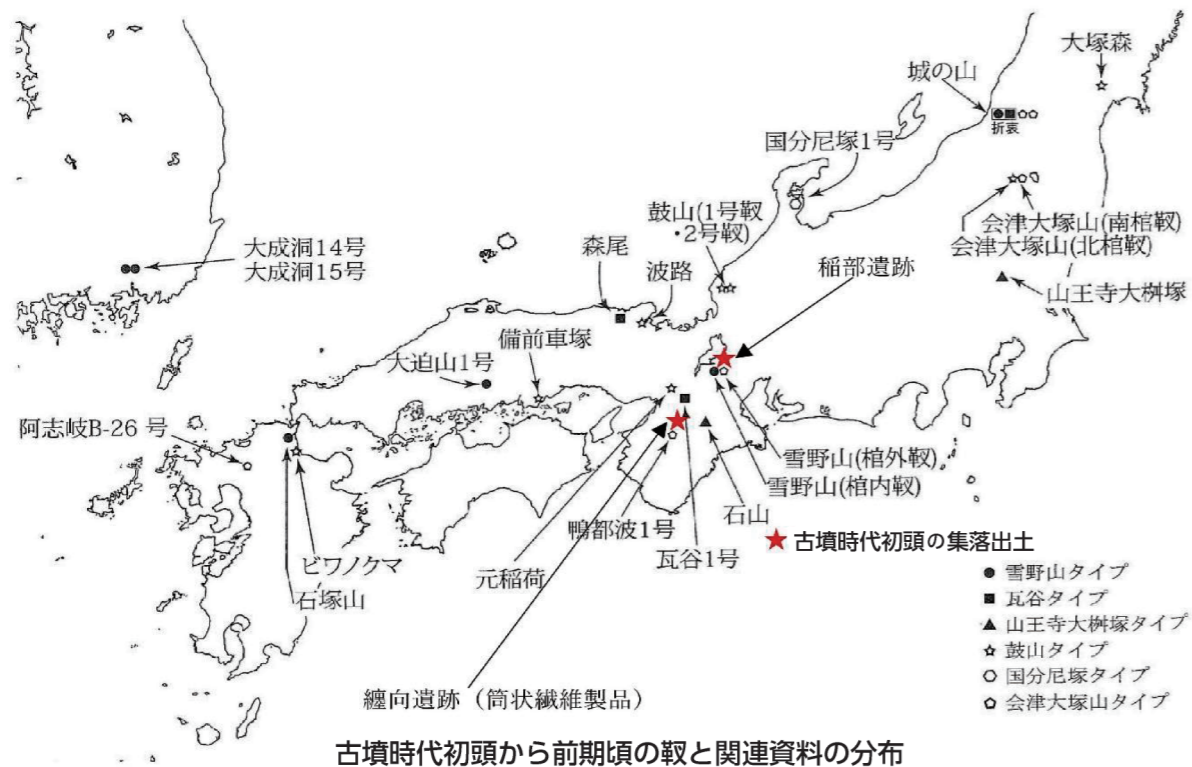 大塚森
城の山
折衷
国分尼塚1号
会津大塚山(南棺靫)
会津大塚山(北棺靫)
鼓山(1号靫
・2号靫)
大成洞14号
大成洞15号
森尾
波路
稲部遺跡
山王寺大桝塚
備前車塚
大迫山1号
阿志岐B-26 号
雪野山(棺外靫)
雪野山(棺内靫)
石山
鴨都波1号
瓦谷1号
元稲荷
ビワノクマ
石塚山
纏向遺跡（筒状繊維製品）
★ 古墳時代初頭の集落出土
● 雪野山タイプ
■ 瓦谷タイプ
▲ 山王寺大桝塚タイプ
☆ 鼓山タイプ
国分尼塚タイプ
会津大塚山タイプ
古墳時代初頭から前期頃の靫と関連資料の分布